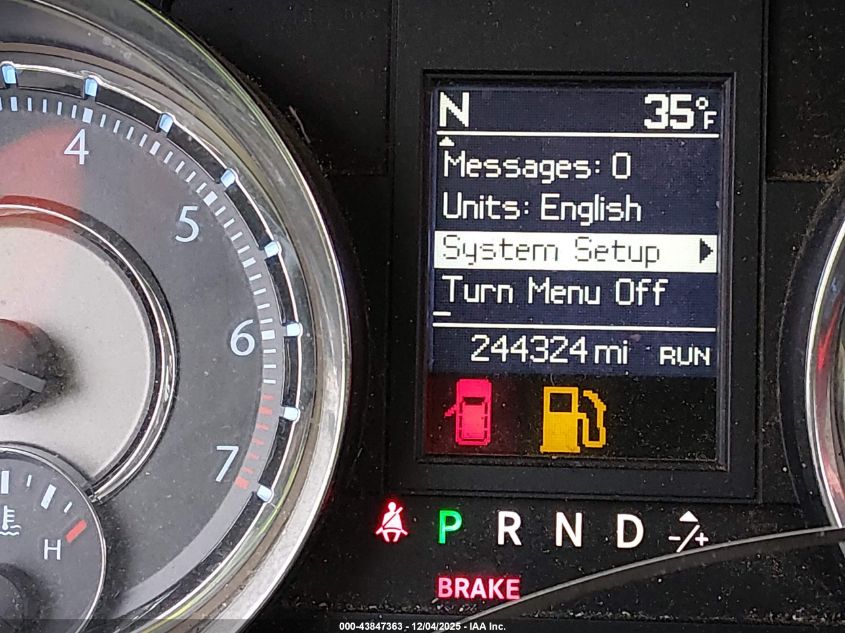 N 35°F
Messages: 0
Units: English
System Setup
Turn Menu Off
244324 mi RUN
4
5
6
7
H
P R N D -/+
BRAKE
000-43847363 - 12/04/2025 - IAA Inc.